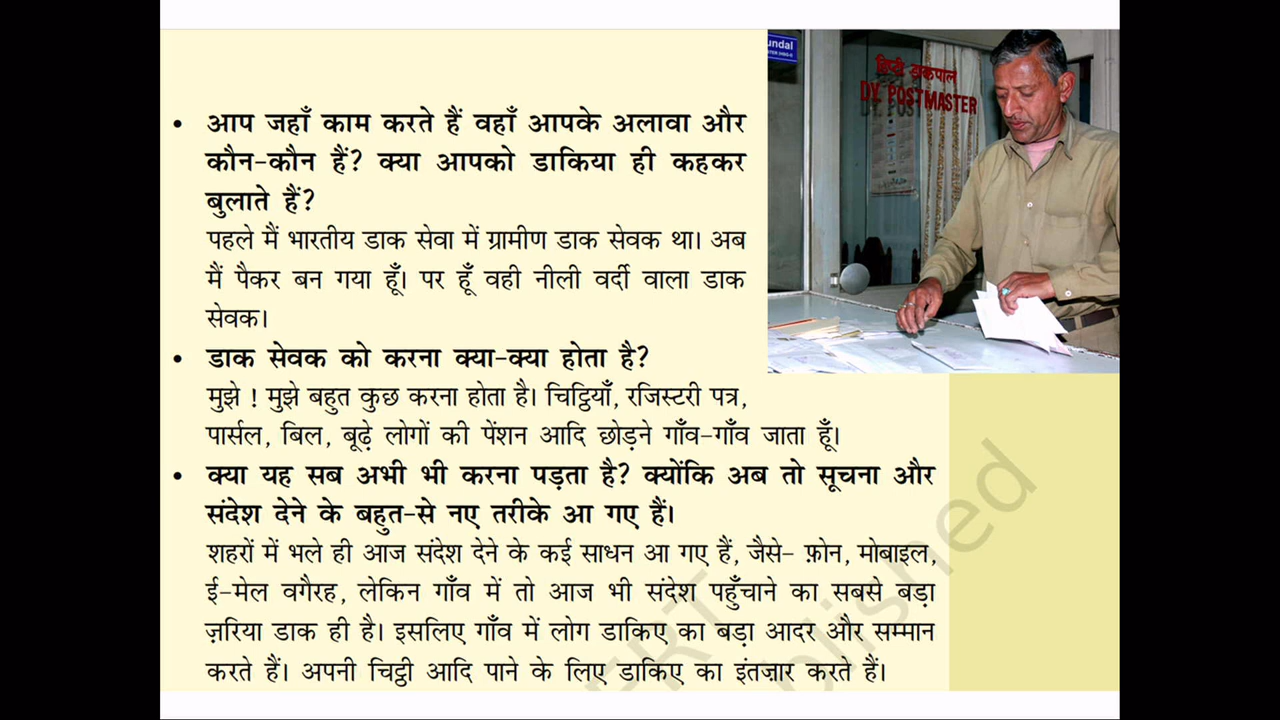 undal
डिप्टी डाकपाल
DY. POSTMASTER
• आप जहाँ काम करते हैं वहाँ आपके अलावा और
कौन-कौन हैं? क्या आपको डाकिया ही कहकर
बुलाते हैं?
पहले मैं भारतीय डाक सेवा में ग्रामीण डाक सेवक था। अब
मैं पैकर बन गया हूँ। पर हूँ वही नीली वर्दी वाला डाक
सेवक।
• डाक सेवक को करना क्या-क्या होता है?
मुझे ! मुझे बहुत कुछ करना होता है। चिट्ठियाँ, रजिस्टरी पत्र,
पार्सल, बिल, बूढ़े लोगों की पेंशन आदि छोड़ने गाँव-गाँव जाता हूँ।
• क्या यह सब अभी भी करना पड़ता है? क्योंकि अब तो सूचना और
संदेश देने के बहुत-से नए तरीके आ गए हैं।
शहरों में भले ही आज संदेश देने के कई साधन आ गए हैं, जैसे- फ़ोन, मोबाइल,
ई-मेल वगैरह, लेकिन गाँव में तो आज भी संदेश पहुँचाने का सबसे बड़ा
ज़रिया डाक ही है। इसलिए गाँव में लोग डाकिए का बड़ा आदर और सम्मान
करते हैं। अपनी चिट्ठी आदि पाने के लिए डाकिए का इंतज़ार करते हैं।